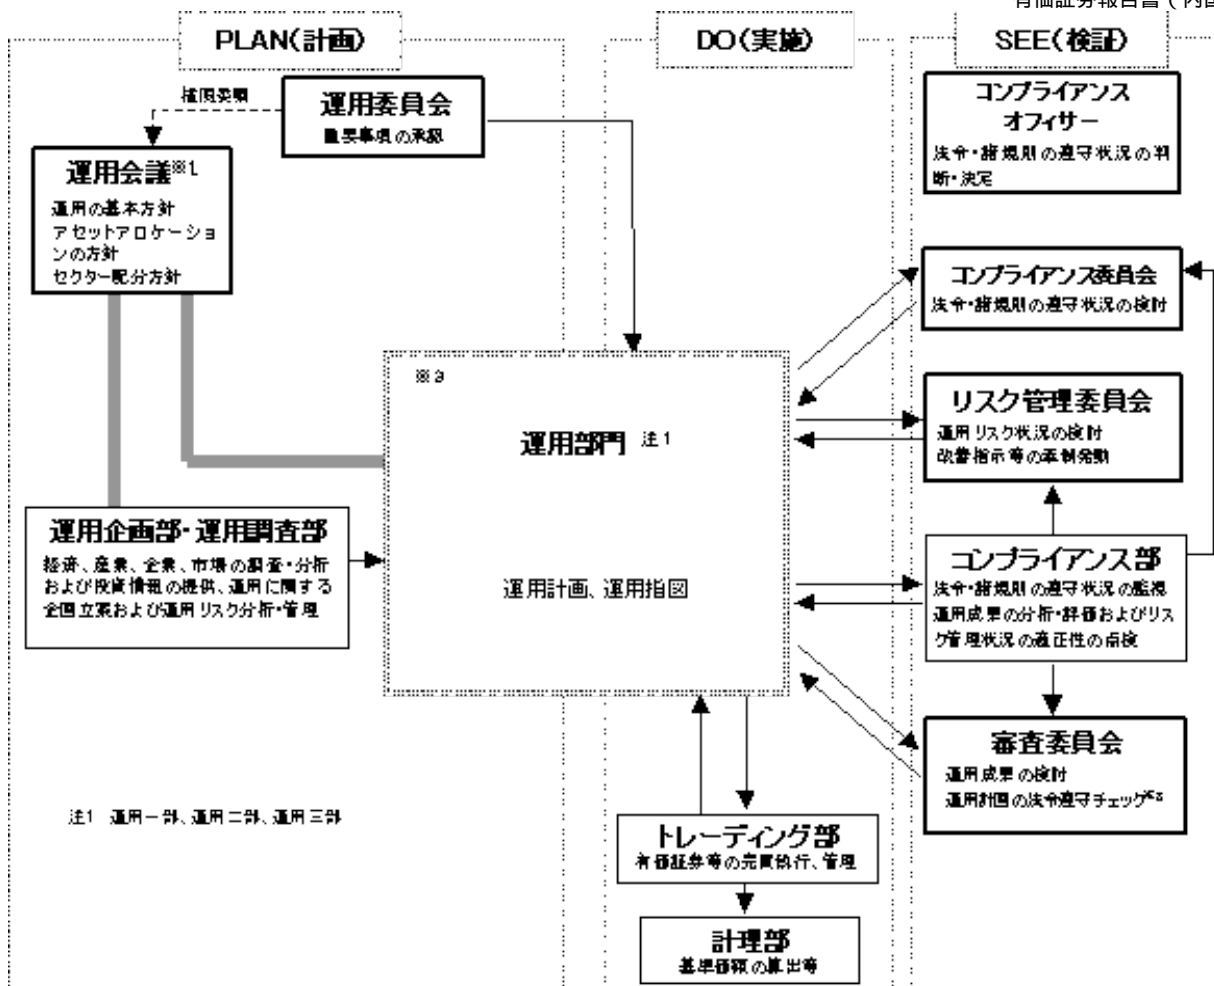 有価証券報告書(内国
PLAN(計画)
DO(実施)
SEE(検証)
権限委嘱
運用委員会
重要事項の承認
運用会議※1
運用の基本方針
アセットアロケーショ
ンの方針
セクター配分方針
コンプライアンス
オフィサー
法令・諸規則の遵守状況の判
断・決定
コンプライアンス委員会
法令・諸規則の遵守状況の検討
※3
運用部門 注1
運用計画、運用指図
リスク管理委員会
運用リスク状況の検討
改善指示等の牽制発動
運用企画部・運用調査部
経済、産業、企業、市場の調査・分析
および投資情報の提供、運用に関する
企画立案および運用リスク分析・管理
コンプライアンス部
法令・諸規則の遵守状況の監視
運用成果の分析・評価およびリス
ク管理状況の適正性の点検
審査委員会
運用成果の検討
運用計画の法令遵守チェック
注1 運用一部、運用二部、運用三部
トレーディング部
有価証券等の売買執行、管理
計理部
基準価額の算出等